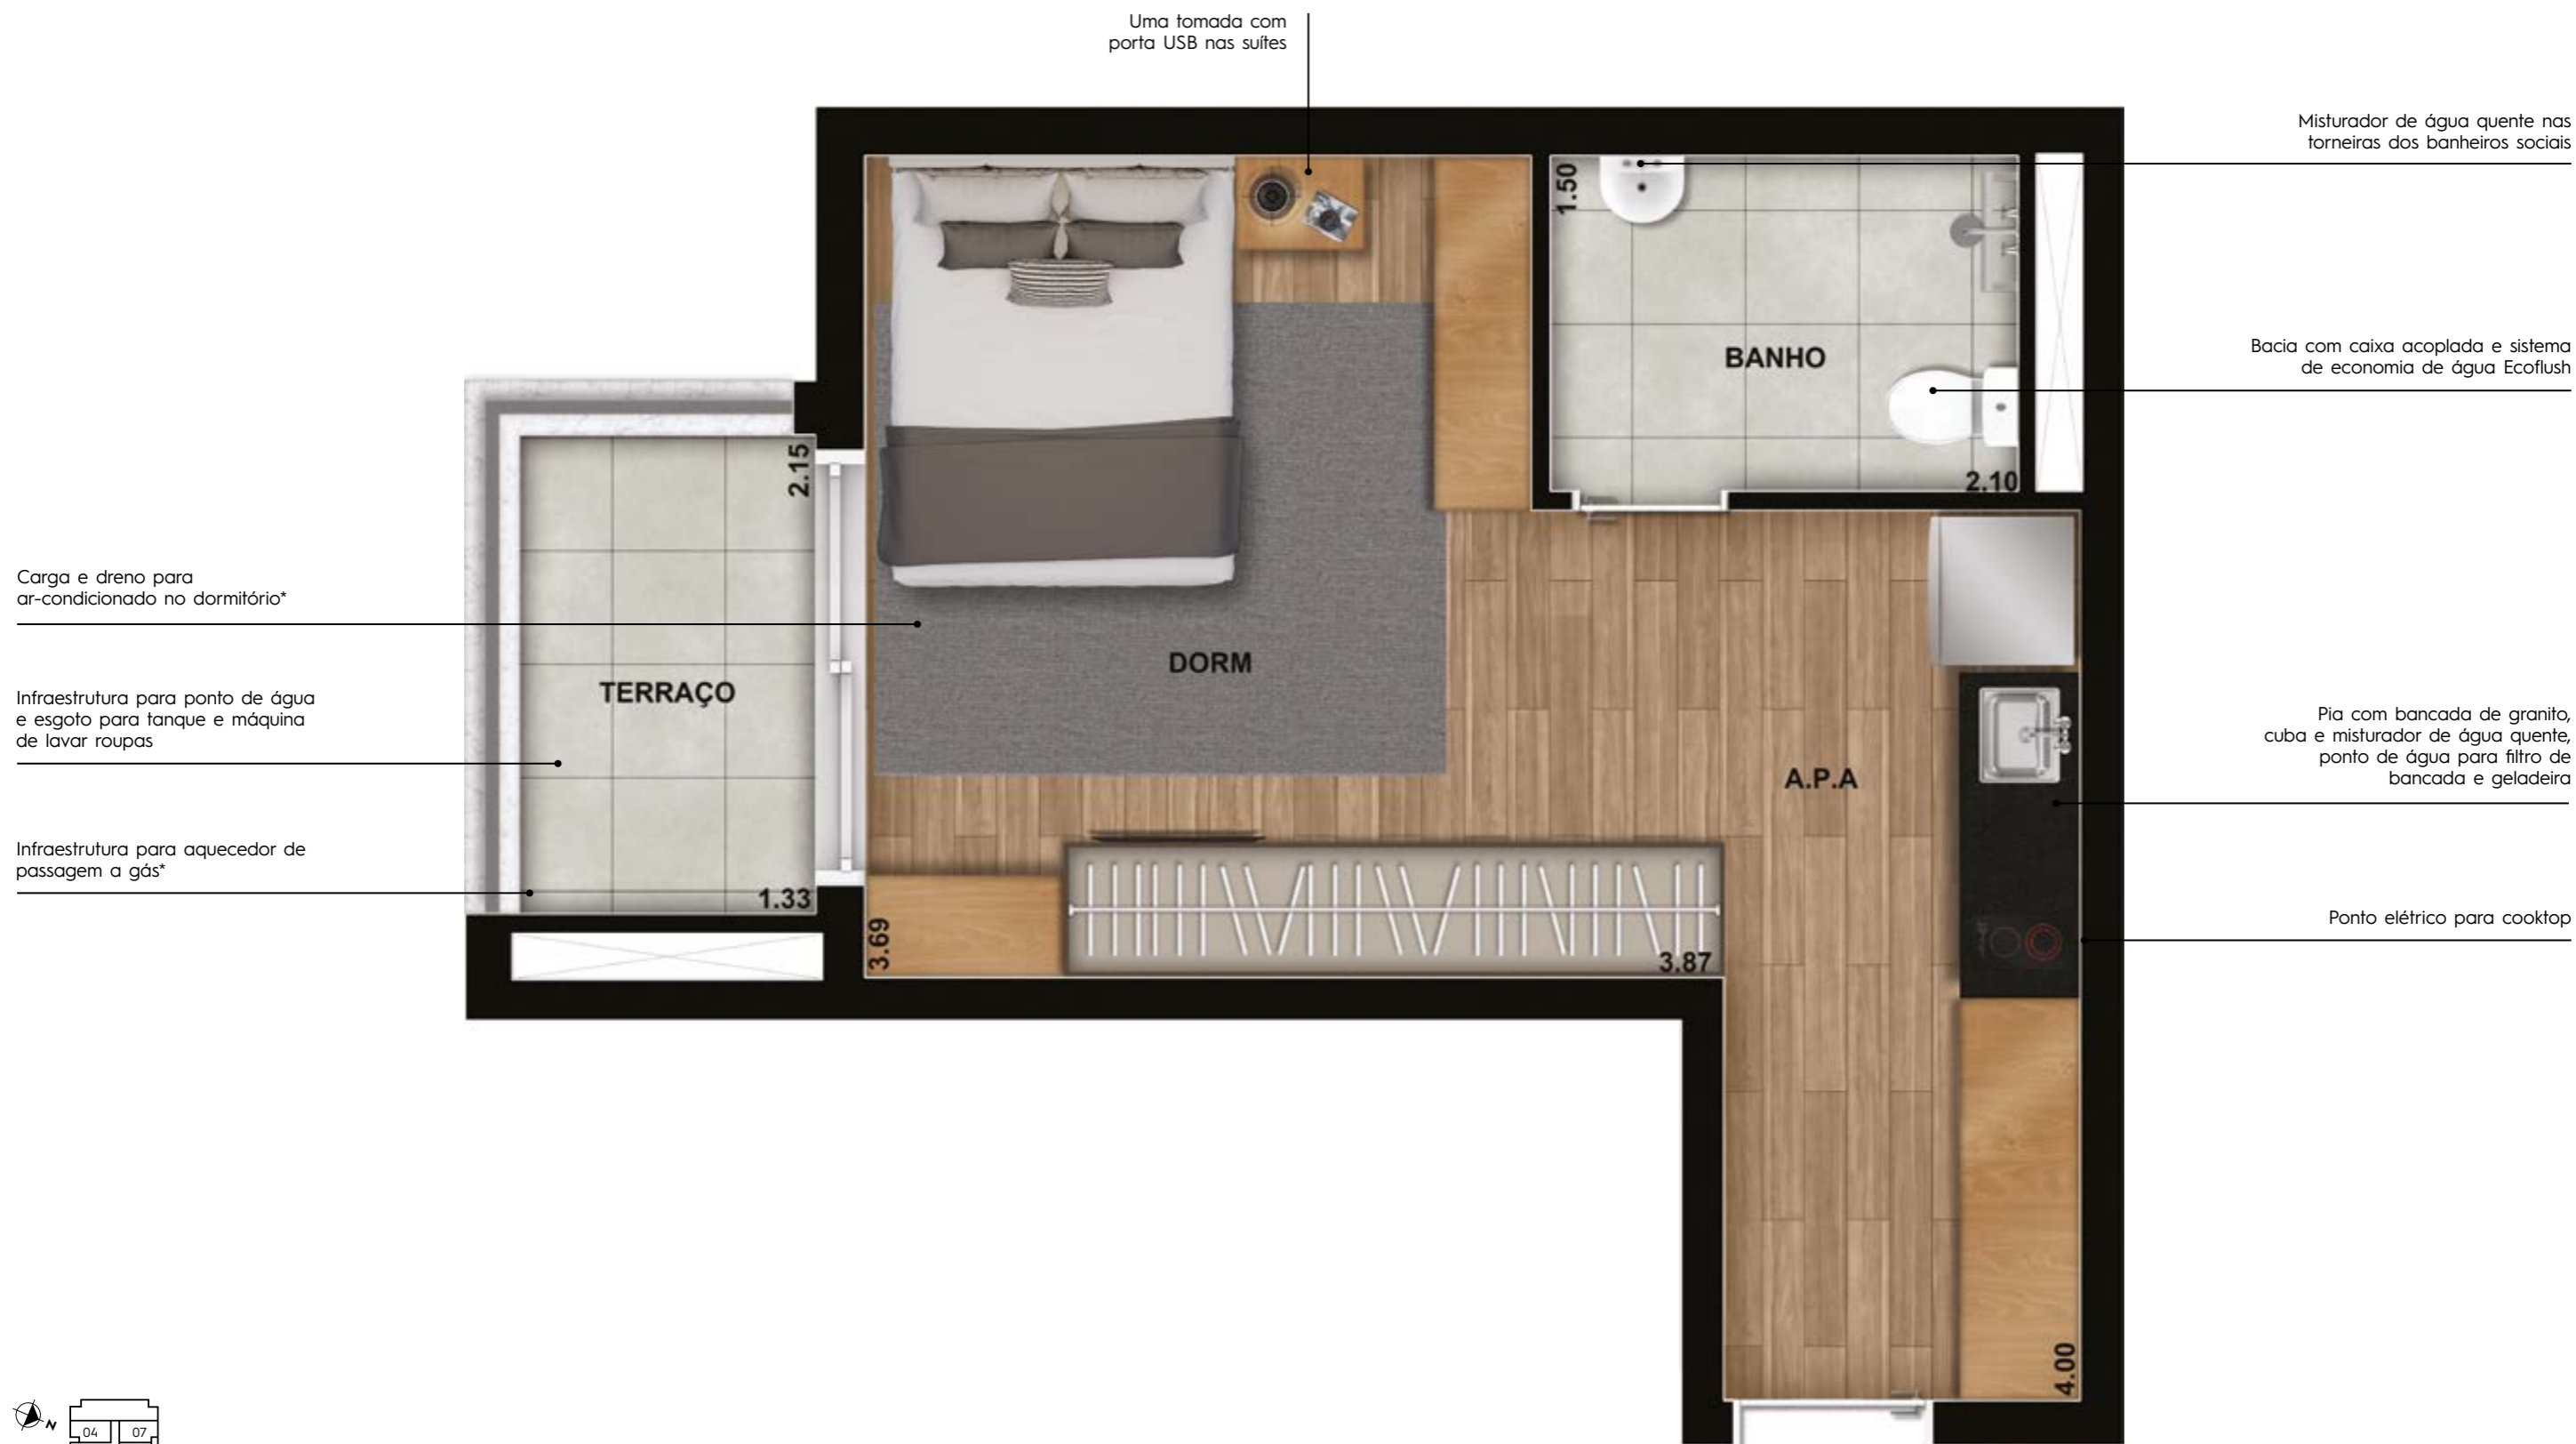 Uma tomada com
porta USB nas suítes
Misturador de água quente nas
torneiras dos banheiros sociais
1.50
BANHO
Bacia com caixa acoplada e sistema
de economia de água Ecoflush
2.15
2.10
Carga e dreno para
ar-condicionado no dormitório*
DORM
TERRAÇO
Infraestrutura para ponto de água
e esgoto para tanque e máquina
de lavar roupas
Pia com bancada de granito,
cuba e misturador de água quente,
ponto de água para filtro de
bancada e geladeira
A.P.A
Infraestrutura para aquecedor de
passagem a gás*
1.33
3.69
3.87
Ponto elétrico para cooktop
4.00
N
04
07